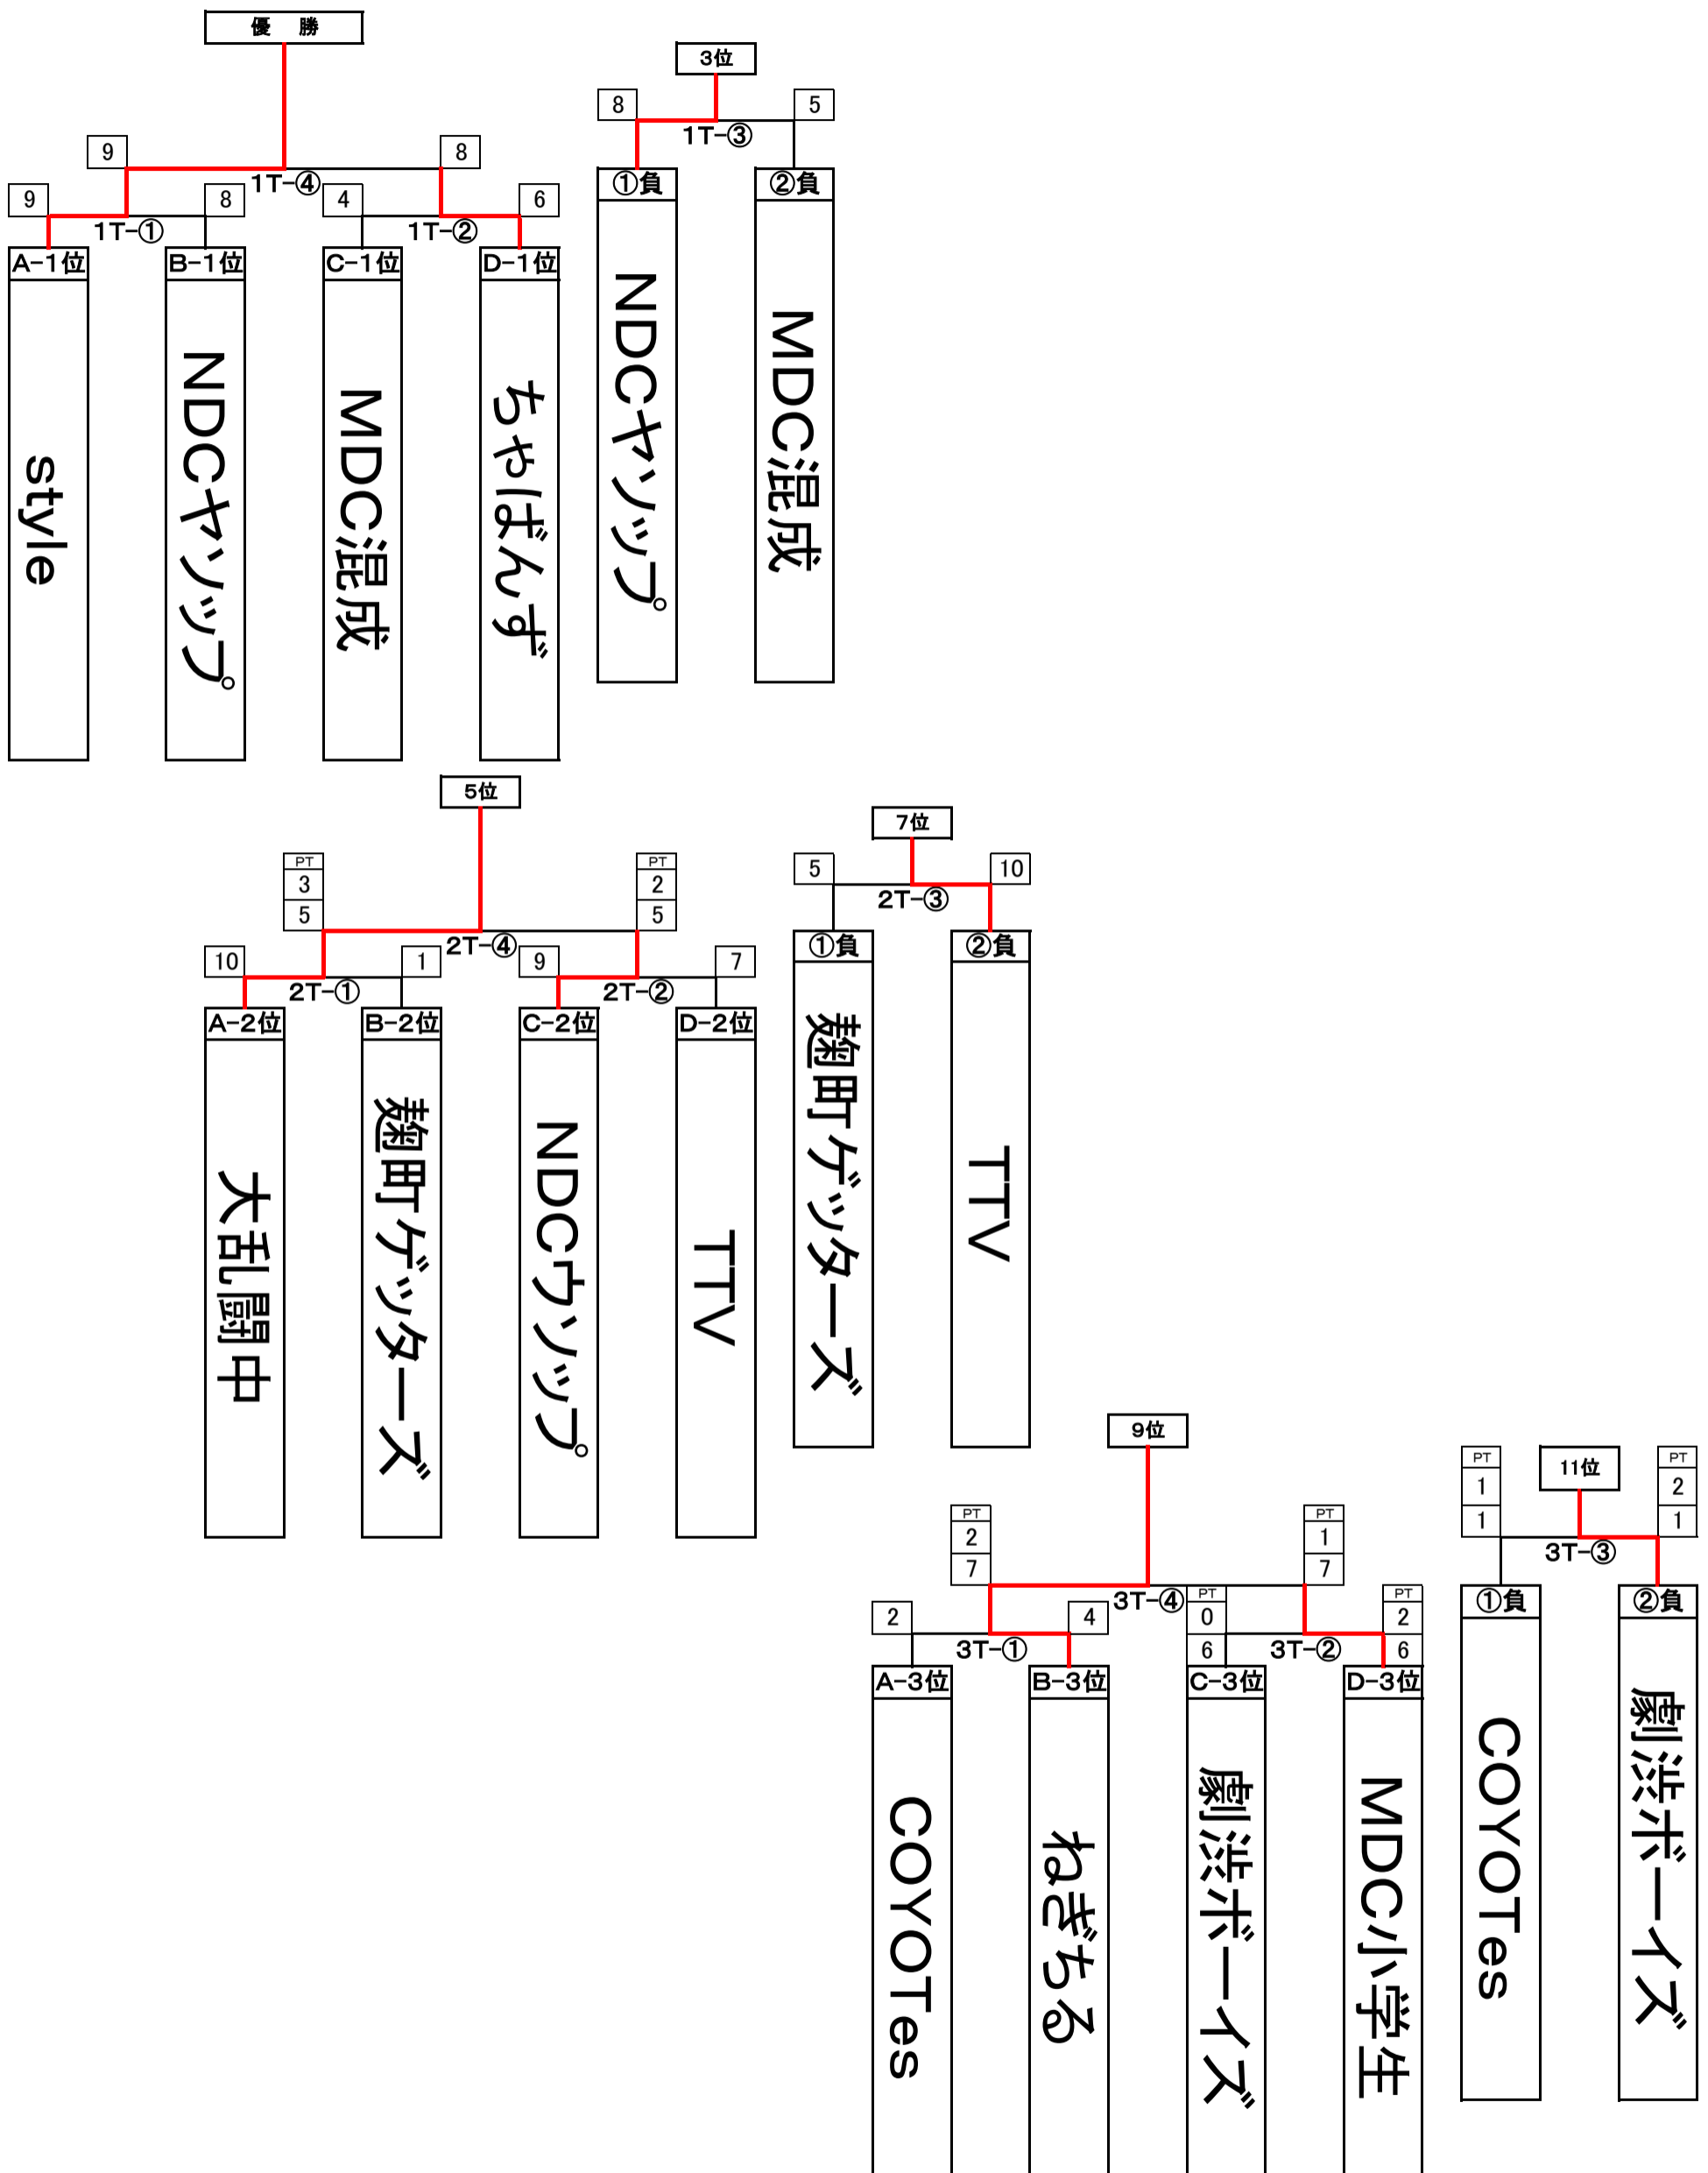 優 勝
3位
8
5
1T-③
9
8
1T-④
①負
②負
9
8
4
6
1T-①
1T-②
A-1位
B-1位
C-1位
D-1位
style
NDCヤソップ
MDC混成
ちゃばんず
NDCヤソップ
MDC混成
5位
7位
PT
3
5
PT
2
5
5
10
2T-③
2T-④
①負
②負
10
1
9
7
2T-①
2T-②
A-2位
B-2位
C-2位
D-2位
大乱闘中
麹町ゲッターズ
NDCウソップ
TTV
麹町ゲッターズ
TTV
9位
11位
PT
1
1
PT
2
1
3T-③
PT
2
7
PT
1
7
3T-④
①負
②負
2
4
PT
0
6
PT
2
6
3T-①
3T-②
A-3位
B-3位
C-3位
D-3位
COYOTes
ねぎちる
劇渋ボーイズ
MDC小学生
COYOTes
劇渋ボーイズ